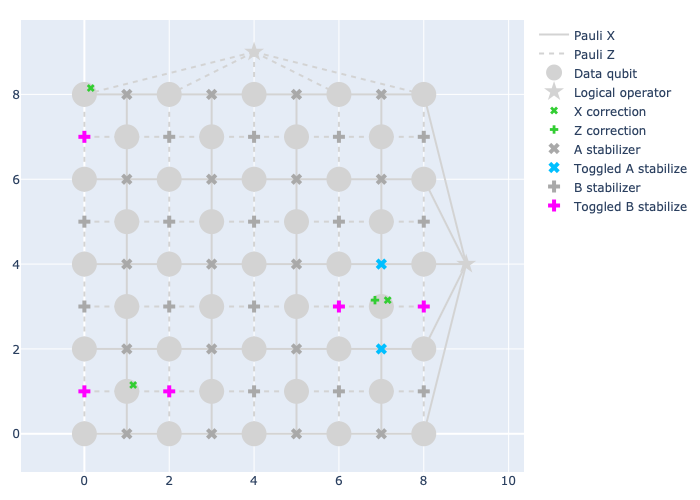 Pauli X
Pauli Z
Data qubit
Logical operator
X correction
Z correction
A stabilizer
Toggled A stabilize
B stabilizer
Toggled B stabilize
8
6
4
2
0
0 2 4 6 8 10